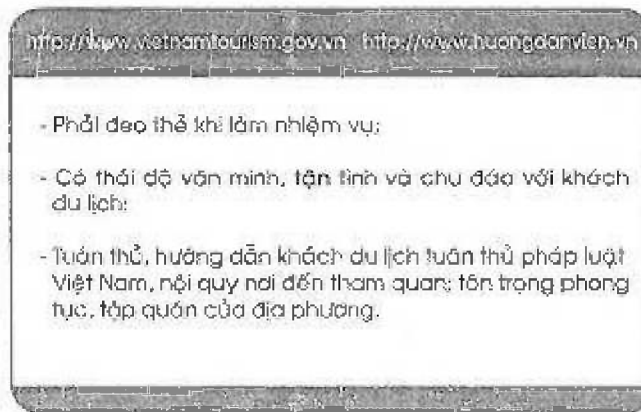 http://www.vietnamtourism.gov.vn http://www.huongdanvien.vn
- Phải đeo thẻ khi làm nhiệm vụ;
- Có thái độ văn minh, tận tình và chu đáo với khách
du lịch;
- Tuân thủ, hướng dẫn khách du lịch tuân thủ pháp luật
Việt Nam, nội quy nơi đến tham quan; tôn trọng phong
tục, tập quán của địa phương.